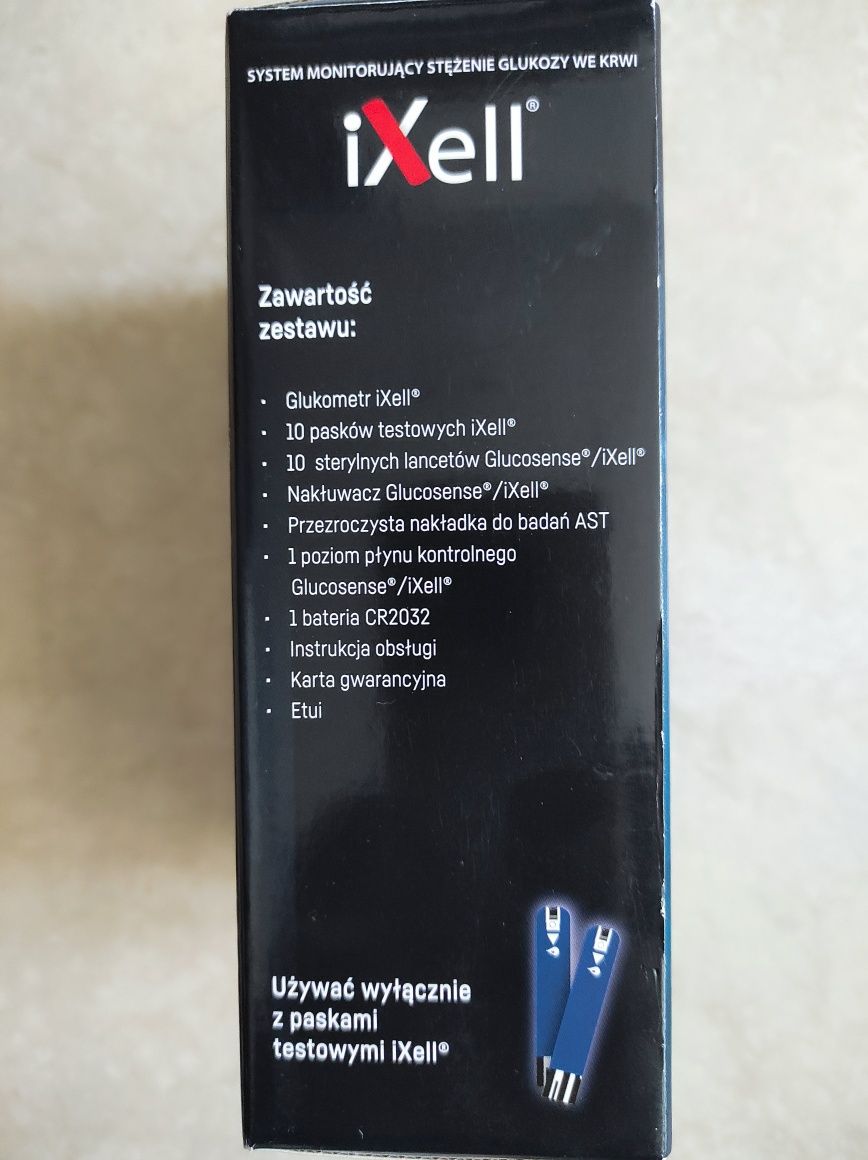 SYSTEM MONITORUJĄCY STĘŻENIE GLUKOZY WE KRWI
iXell®
Zawartość
zestawu:
· Glukometr iXell®
· 10 pasków testowych iXell®
· 10 sterylnych lancetów Glucosense®/iXell®
· Nakłuwacz Glucosense®/iXell®
· Przezroczysta nakładka do badań AST
· 1 poziom płynu kontrolnego
Glucosense®/iXell®
· 1 bateria CR2032
· Instrukcja obsługi
· Karta gwarancyjna
· Etui
Używać wyłącznie
z paskami
testowymi iXell®